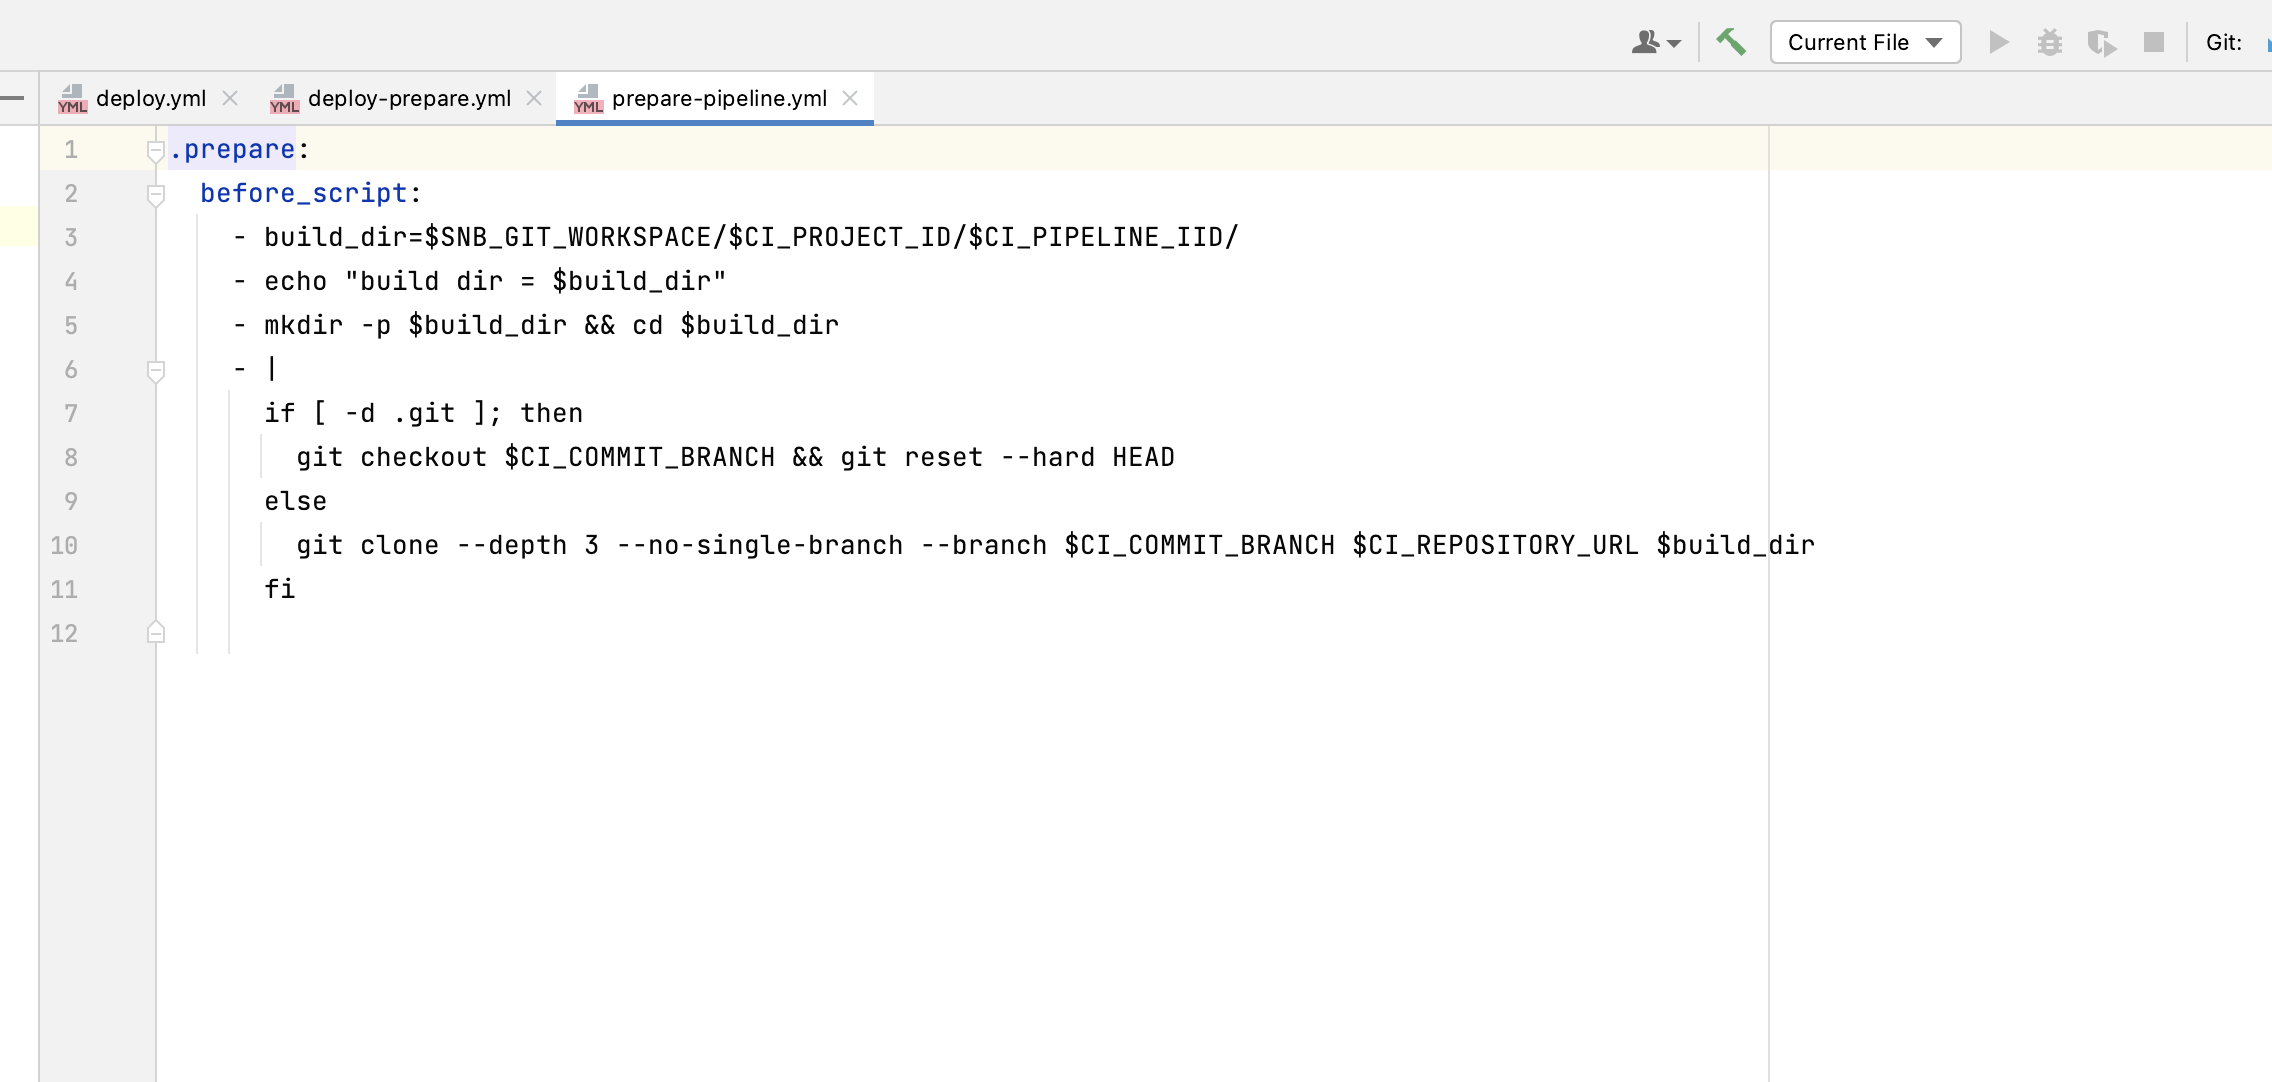 Current File
Git:
YML deploy.yml
YML deploy-prepare.yml
YML prepare-pipeline.yml
1 .prepare:
2 before_script:
3 - build_dir=$SNB_GIT_WORKSPACE/$CI_PROJECT_ID/$CI_PIPELINE_IID/
4 - echo "build dir = $build_dir"
5 - mkdir -p $build_dir && cd $build_dir
6 - |
7 if [ -d .git ]; then
8 git checkout $CI_COMMIT_BRANCH && git reset --hard HEAD
9 else
10 git clone --depth 3 --no-single-branch --branch $CI_COMMIT_BRANCH $CI_REPOSITORY_URL $build_dir
11 fi
12